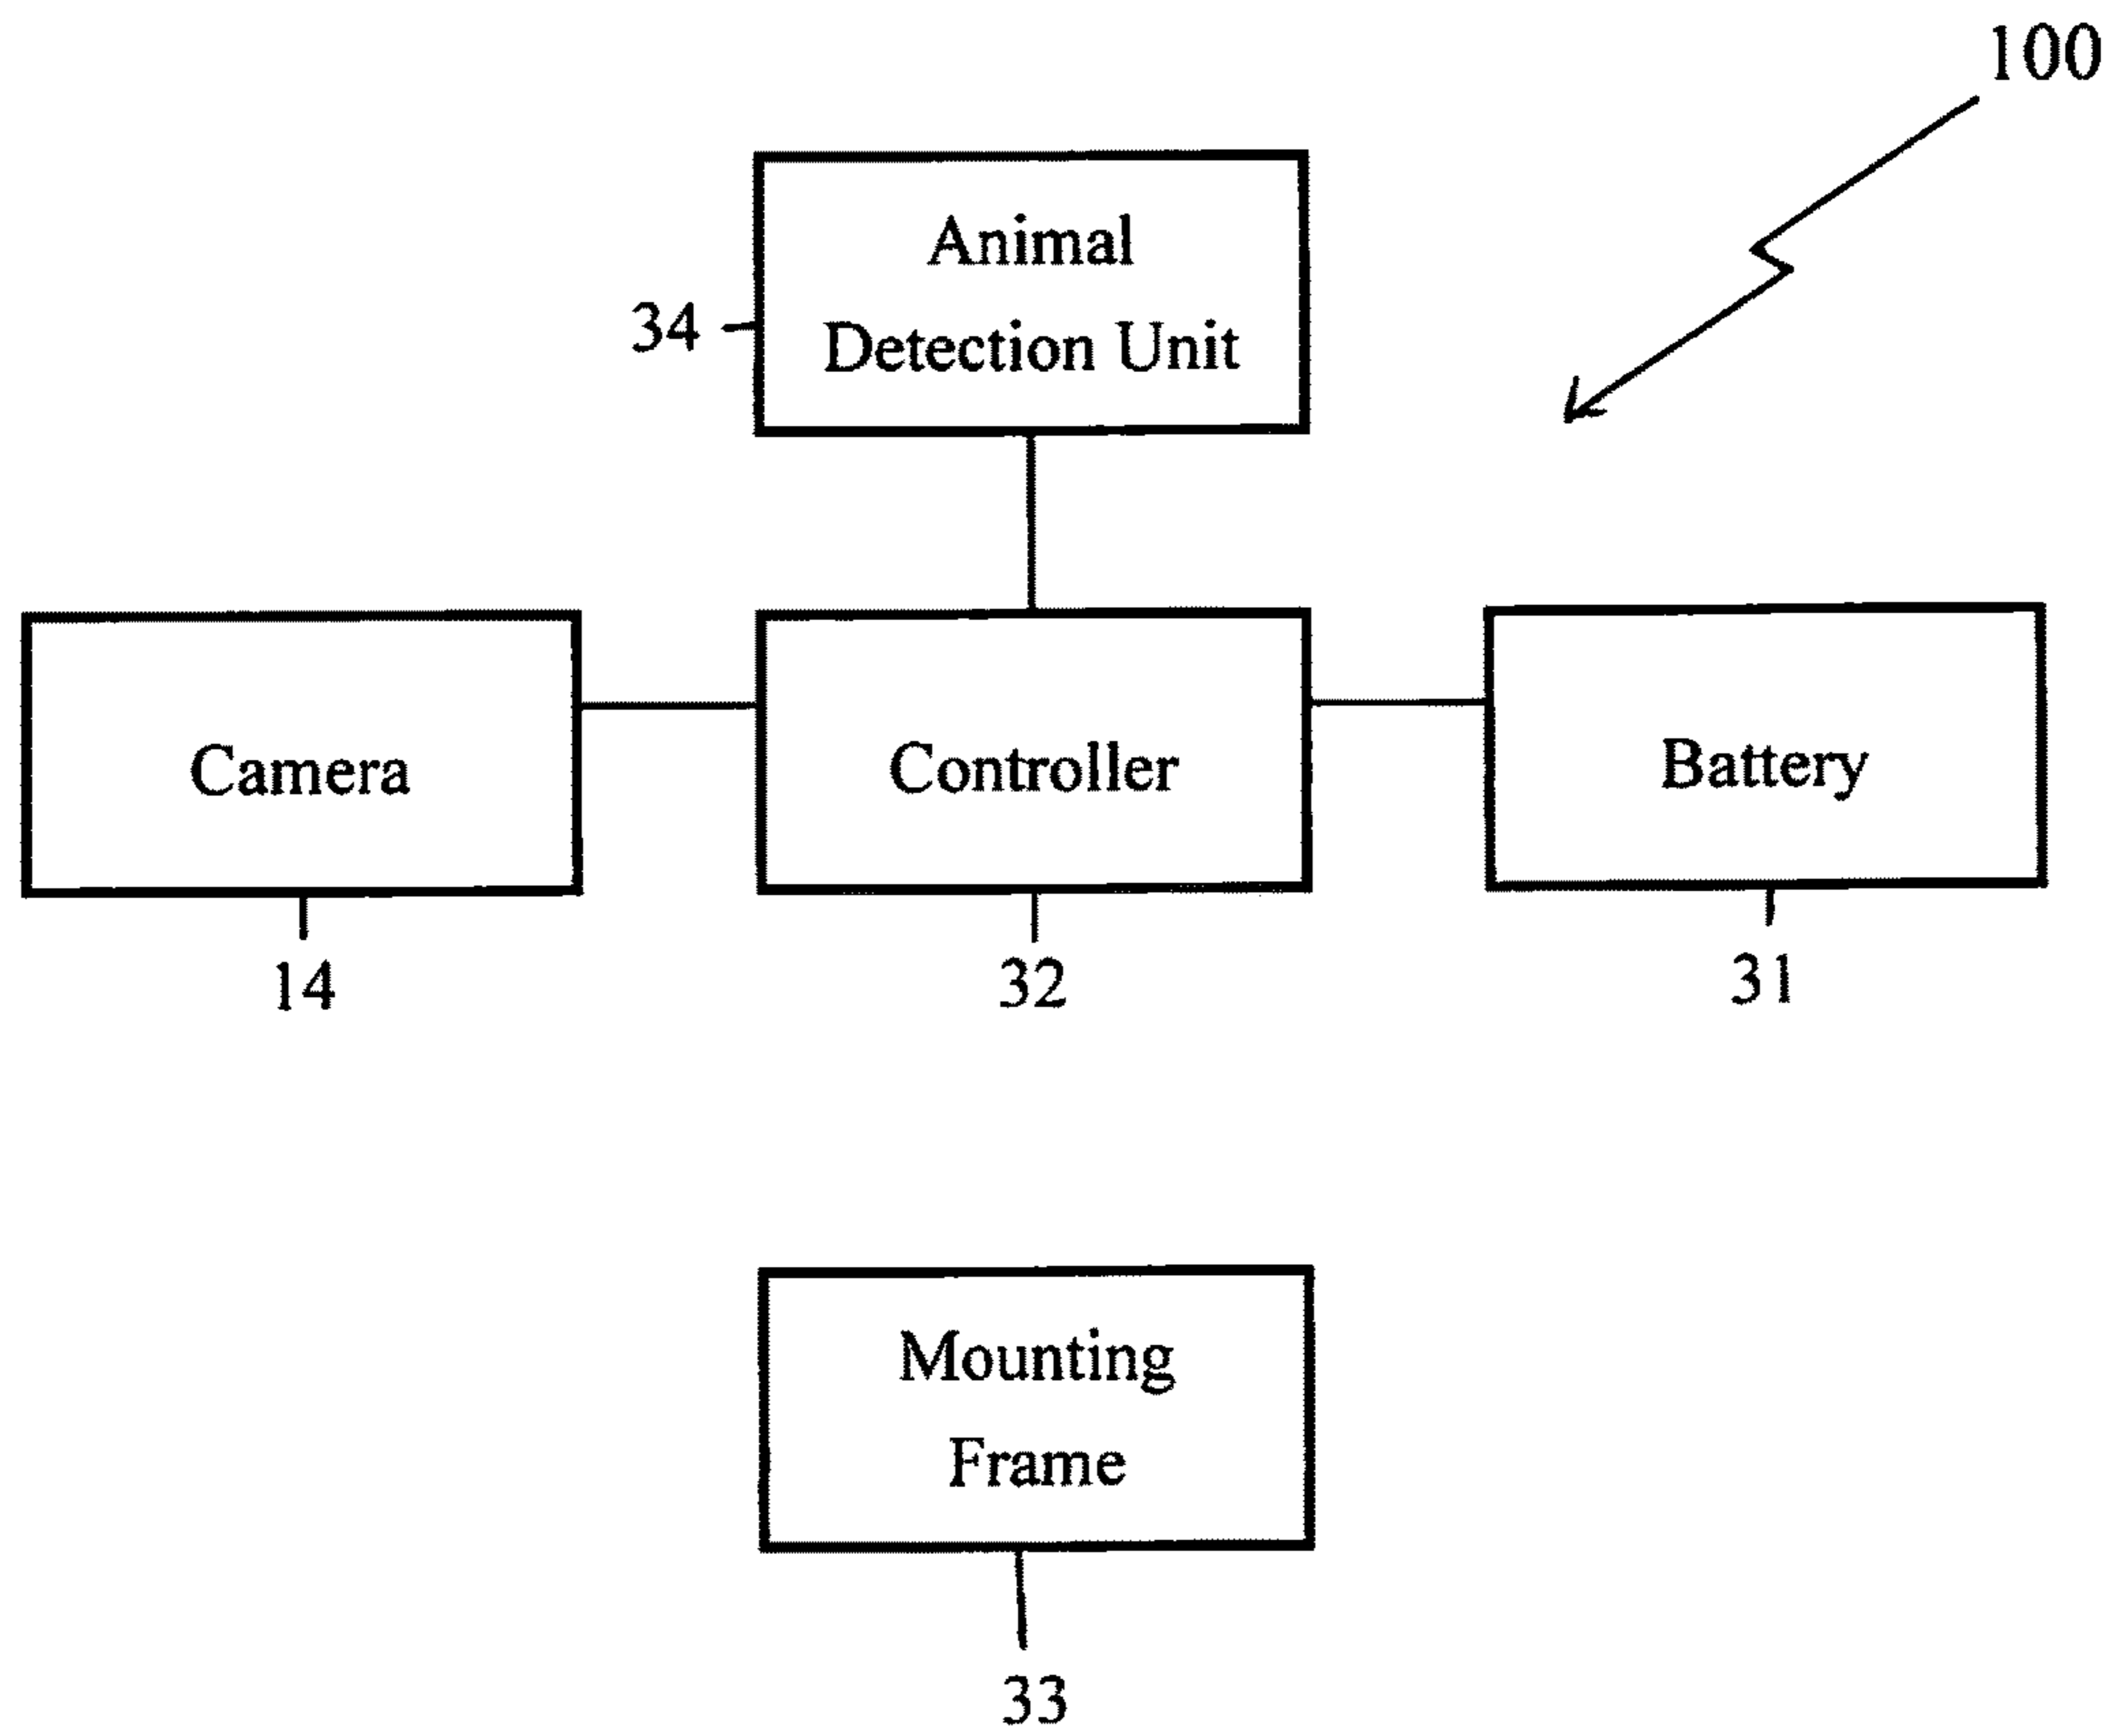 100
Animal
34
Detection Unit
Camera
Controller
Battery
14
32
31
Mounting
Frame
33